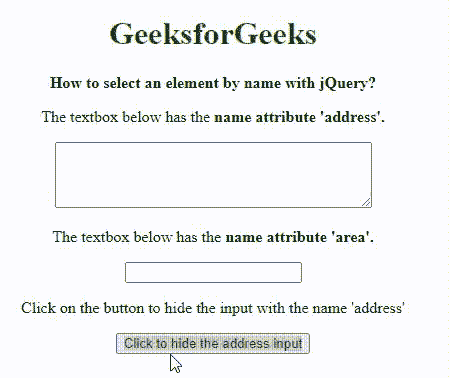 GeeksforGeeks
How to select an element by name with jQuery?
The textbox below has the name attribute 'address'.
The textbox below has the name attribute 'area'.
Click on the button to hide the input with the name 'address'
Click to hide the address input